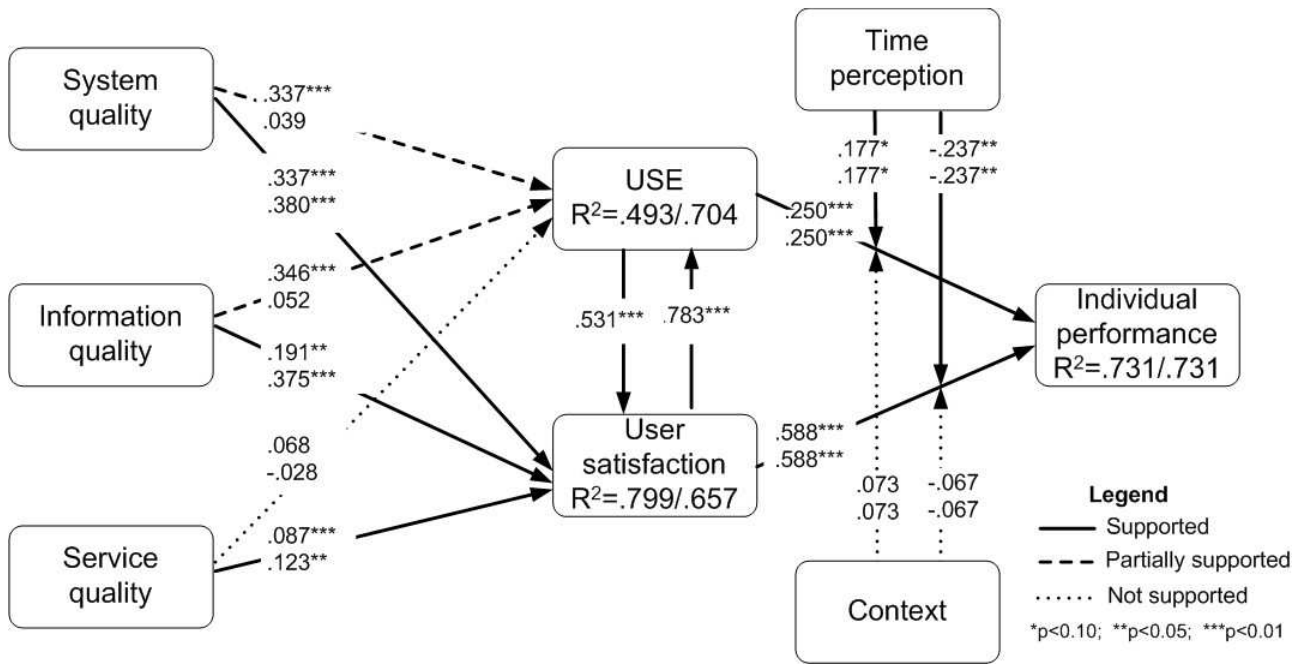 System
quality
Information
quality
Service
quality
.337***
.039
.337***
.380***
.346***
.052
.191**
.375***
.068
-.028
.087***
.123**
USE
R²=.493/.704
.531***
.783***
User
satisfaction
R²=.799/.657
Time
perception
.177*
.177*
-.237**
-.237**
.250***
.250***
.588***
.588***
.073
.073
-.067
-.067
Context
Individual
performance
R²=.731/.731
Legend
Supported
Partially supported
Not supported
*p<0.10; **p<0.05; ***p<0.01